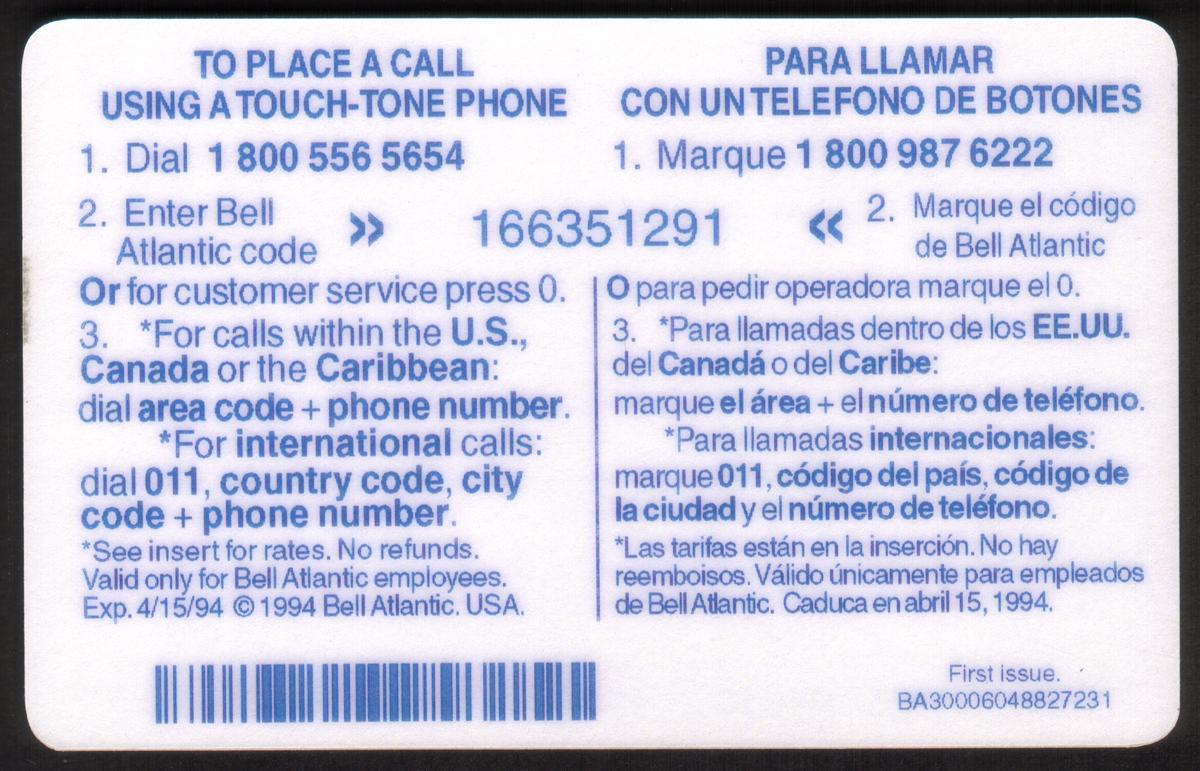 TO PLACE A CALL
USING A TOUCH-TONE PHONE
1. Dial 1 800 556 5654
2. Enter Bell
Atlantic code
» 166351291 «
Or for customer service press 0.
3. *For calls within the U.S.,
Canada or the Caribbean:
dial area code + phone number.
*For international calls:
dial 011, country code, city
code + phone number.
*See insert for rates. No refunds.
Valid only for Bell Atlantic employees.
Exp. 4/15/94 © 1994 Bell Atlantic. USA.
PARA LLAMAR
CON UN TELEFONO DE BOTONES
1. Marque 1 800 987 6222
2. Marque el código
de Bell Atlantic
O para pedir operadora marque el 0.
3. *Para llamadas dentro de los EE.UU.
del Canadá o del Caribe:
marque el área + el número de teléfono.
*Para llamadas internacionales:
marque 011, código del país, código de
la ciudad y el número de teléfono.
*Las tarifas están en la inserción. No hay
reemboisos. Válido únicamente para empleados
de Bell Atlantic. Caduca en abril 15, 1994.
First issue.
BA30006048827231